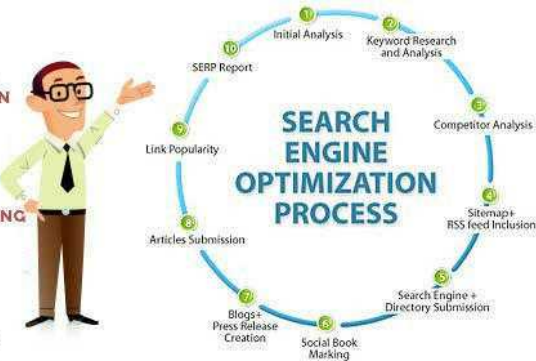 1
Initial Analysis
2
Keyword Research
and Analysis
3
Competitor Analysis
4
Sitemap+
RSS feed Inclusion
5
Search Engine +
Directory Submission
6
Social Book
Marking
7
Blogs+
Press Release
Creation
8
Articles Submission
9
Link Popularity
10
SERP Report
SEARCH
ENGINE
OPTIMIZATION
PROCESS
N
NG